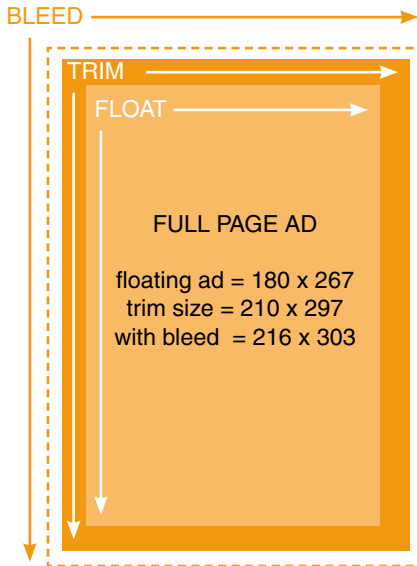 BLEED
TRIM
FLOAT
FULL PAGE AD
floating ad = 180 x 267
trim size = 210 x 297
with bleed = 216 x 303